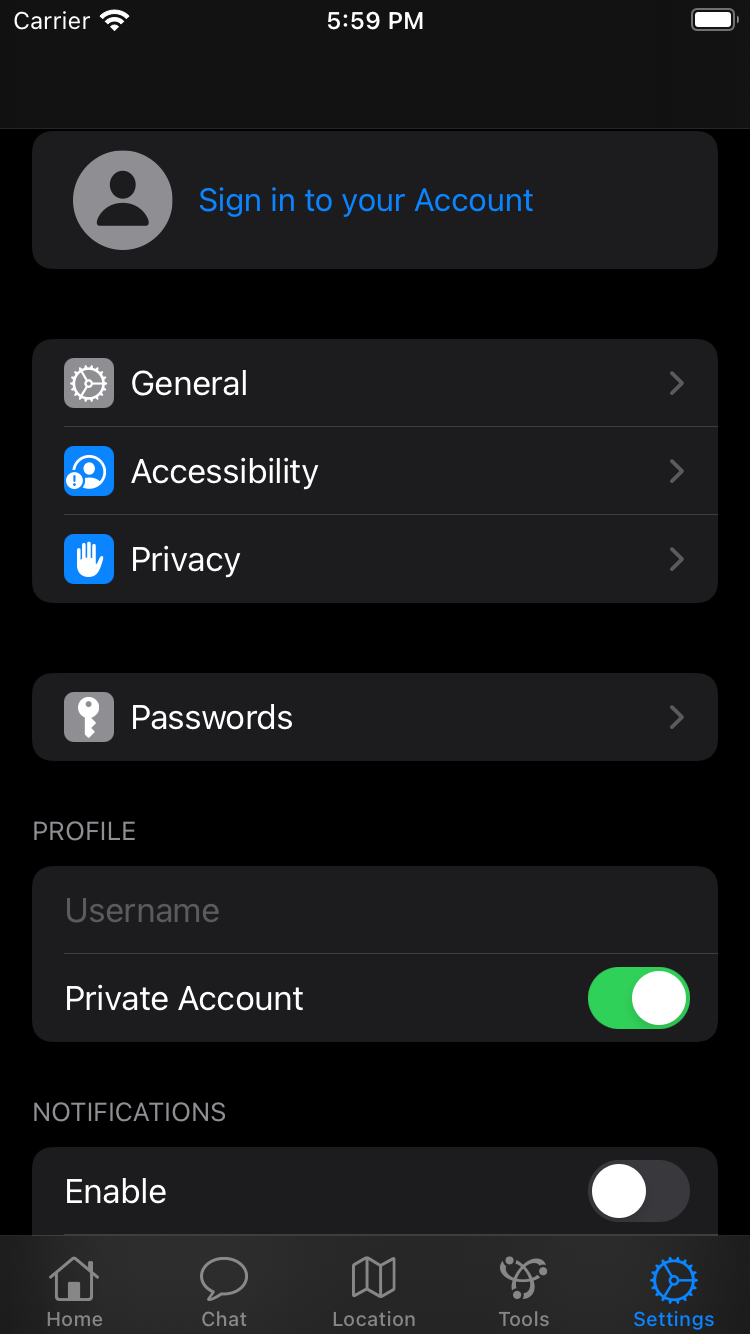 Carrier
5:59 PM
Sign in to your Account
General
Accessibility
Privacy
Passwords
PROFILE
Username
Private Account
NOTIFICATIONS
Enable
Home
Chat
Location
Tools
Settings